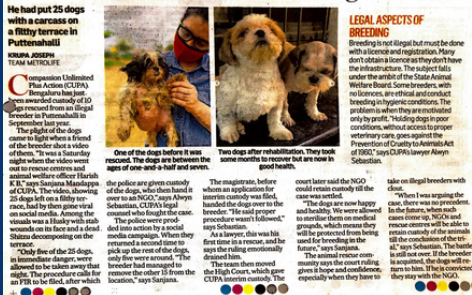 He had put 25 dogs
with a carcass on
a filthy terrace in
Puttenahalli
KRUPA JOSEPH
TEAM METROLIFE
Compassion Unlimited
Plus Action (CUPA)
Bengaluru has just
been awarded custody of 10
dogs rescued from an illegal
breeder in Puttenahalli in
September last year.
The plight of the dogs
came to light when a friend
of the breeder shot a video
of them. "It was a Saturday
night when the video went
out to rescue centres and
animal welfare officer Harish
K B," says Sanjana Mandappa
of CUPA. The video, showing
25 dogs left on a filthy ter-
race, had by then gone viral
on social media. Among the
visuals was a Husky with stab
wounds on its face and a dead
Shitzu decomposing on the
terrace.
"Only five of the 25 dogs,
in immediate danger, were
allowed to be taken away that
night. The procedure calls for
an FIR to be filed, after which
One of the dogs before it was
rescued. The dogs are between the
ages of one-and-a-half and seven.
Two dogs after rehabilitation. They took
some months to recover but are now in
good health.
the police are given custody
of the dogs, who then hand it
over to an NGO," says Alwyn
Sebastian, CUPA's legal
counsel who fought the case.
The police were prod-
ded into action by a social
media campaign. When they
returned a second time to
pick up the rest of the dogs,
only five were around. "The
breeder had managed to
remove the other 15 from the
location," says Sanjana.
The magistrate, before
whom an application for
interim custody was filed,
handed the dogs over to the
breeder. "He said proper
procedure wasn't followed,"
says Sebastian.
As a lawyer, this was his
first time in a rescue, and he
says the ruling emotionally
drained him.
The team then moved
the High Court, which gave
CUPA interim custody. The
court later said the NGO
could retain custody till the
case was settled.
"The dogs are now happy
and healthy. We were allowed
to sterilise them on medical
grounds, which means they
will be protected from being
used for breeding in the
future," says Sanjana.
The animal rescue com-
munity says the court ruling
gives it hope and confidence,
especially when they have to
LEGAL ASPECTS OF
BREEDING
Breeding is not illegal but must be done
with a licence and registration. Many
don't obtain a licence as they don't have
the infrastructure. The subject falls
under the ambit of the State Animal
Welfare Board. Some breeders, with
no licences, are ethical and conduct
breeding in hygienic conditions. The
problem is when they are motivated
only by profit. "Holding dogs in poor
conditions, without access to proper
veterinary care, goes against the
Prevention of Cruelty to Animals Act
of 1960," says CUPA's lawyer Alwyn
Sebastian.
take on illegal breeders with
clout.
"When I was arguing the
case, there was no precedent.
In the future, when such
cases come up, NGOs and
rescue centres will be able to
retain custody of the animals
till the conclusion of the tri-
al," says Sebastian. The battle
is still not over. If the breeder
is acquitted, the dogs will re-
turn to him. If he is convicted,
they stay with the NGO.